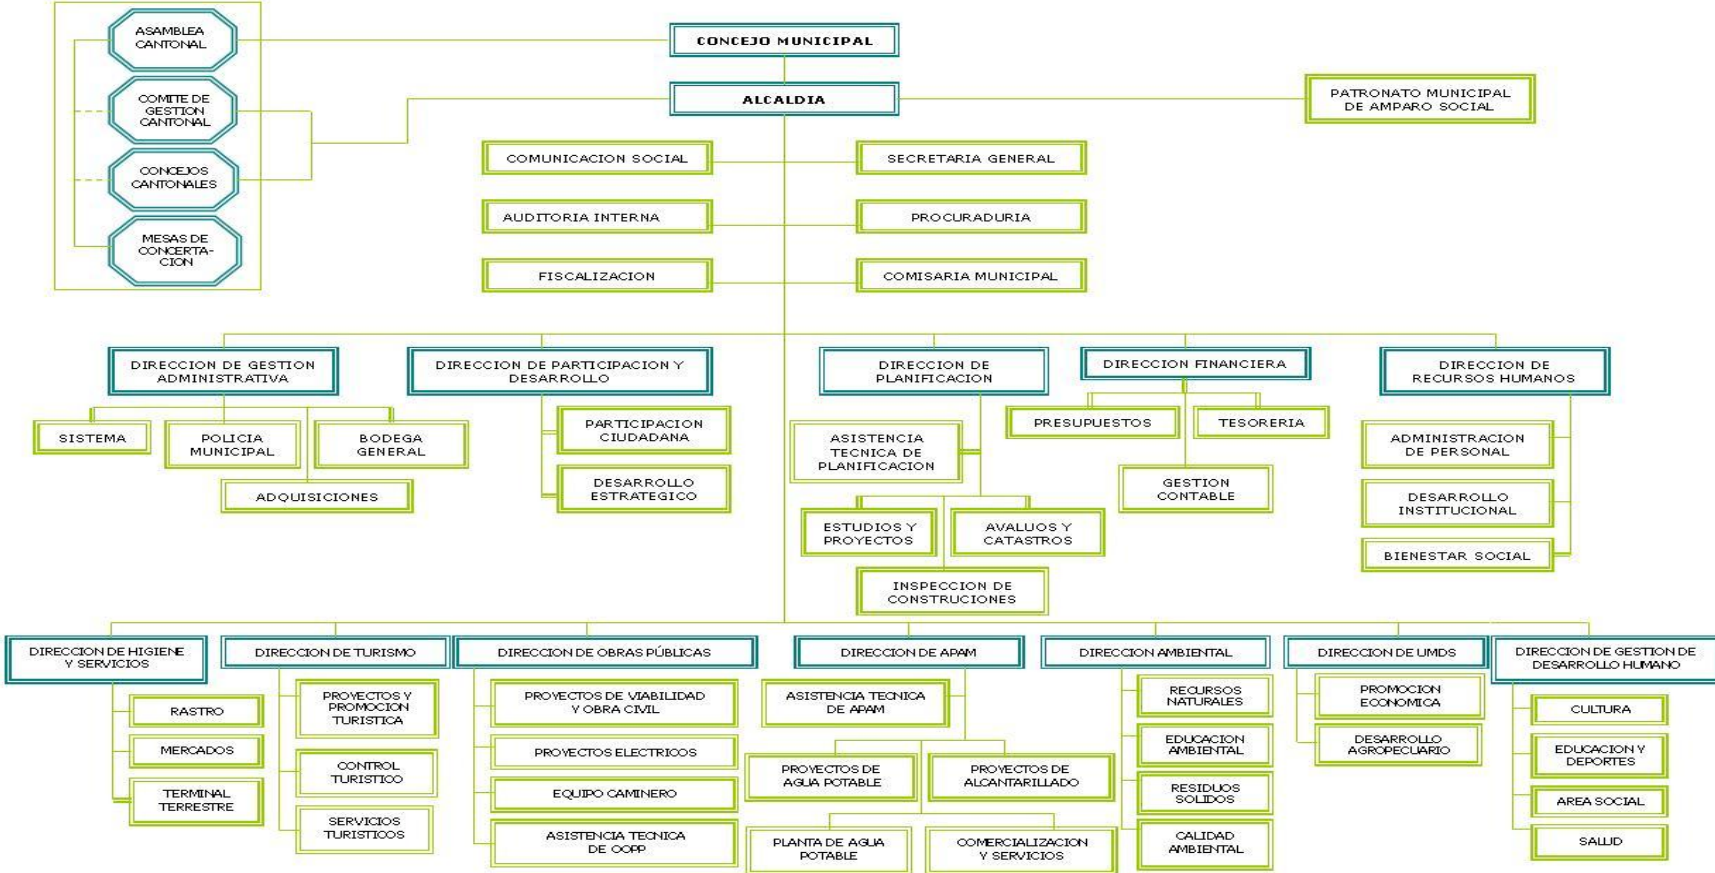 ASAMBLEA
CANTONAL
CONCEJO MUNICIPAL
COMITE DE
GESTION
CANTONAL
ALCALDIA
PATRONATO MUNICIPAL
DE AMPARO SOCIAL
CONCEJOS
CANTONALES
MESAS DE
CONCERTA-
CION
COMUNICACION SOCIAL
SECRETARIA GENERAL
AUDITORIA INTERNA
PROCURADURIA
FISCALIZACION
COMISARIA MUNICIPAL
DIRECCION DE GESTION
ADMINISTRATIVA
DIRECCION DE PARTICIPACION Y
DESARROLLO
DIRECCION DE
PLANIFICACION
DIRECCION FINANCIERA
DIRECCION DE
RECURSOS HUMANOS
SISTEMA
POLICIA
MUNICIPAL
BODEGA
GENERAL
ADQUISICIONES
PARTICIPACION
CIUDADANA
DESARROLLO
ESTRATEGICO
ASISTENCIA
TECNICA DE
PLANIFICACION
ESTUDIOS Y
PROYECTOS
AVALUOS Y
CATASTROS
INSPECCION DE
CONSTRUCIONES
PRESUPUESTOS
TESORERIA
GESTION
CONTABLE
ADMINISTRACION
DE PERSONAL
DESARROLLO
INSTITUCIONAL
BIENESTAR SOCIAL
DIRECCION DE HIGIENE
Y SERVICIOS
DIRECCION DE TURISMO
DIRECCION DE OBRAS PÚBLICAS
DIRECCION DE APAM
DIRECCION AMBIENTAL
DIRECCION DE UMDS
DIRECCION DE GESTION DE
DESARROLLO HUMANO
RASTRO
MERCADOS
TERMINAL
TERRESTRE
PROYECTOS Y
PROMOCION
TURISTICA
CONTROL
TURISTICO
SERVICIOS
TURISTICOS
PROYECTOS DE VIABILIDAD
Y OBRA CIVIL
PROYECTOS ELECTRICOS
EQUIPO CAMINERO
ASISTENCIA TECNICA
DE OOPP
ASISTENCIA TECNICA
DE APAM
PROYECTOS DE
AGUA POTABLE
PROYECTOS DE
ALCANTARILLADO
PLANTA DE AGUA
POTABLE
COMERCIALIZACION
Y SERVICIOS
RECURSOS
NATURALES
EDUCACION
AMBIENTAL
RESIDUOS
SOLIDOS
CALIDAD
AMBIENTAL
PROMOCION
ECONOMICA
DESARROLLO
AGROPECUARIO
CULTURA
EDUCACION Y
DEPORTES
AREA SOCIAL
SALUD